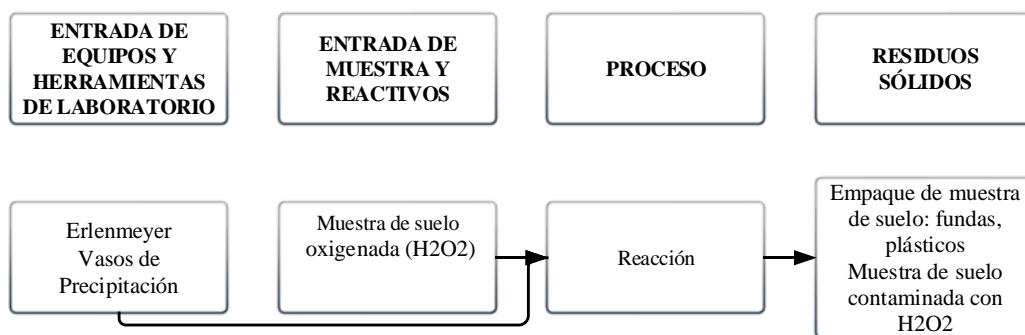 ENTRADA DE
EQUIPOS Y
HERRAMIENTAS
DE LABORATORIO
ENTRADA DE
MUESTRA Y
REACTIVOS
PROCESO
RESIDUOS
SÓLIDOS
Erlenmeyer
Vasos de
Precipitación
Muestra de suelo
oxigenada (H2O2)
Reacción
Empaque de muestra
de suelo: fundas,
plásticos
Muestra de suelo
contaminada con
H2O2